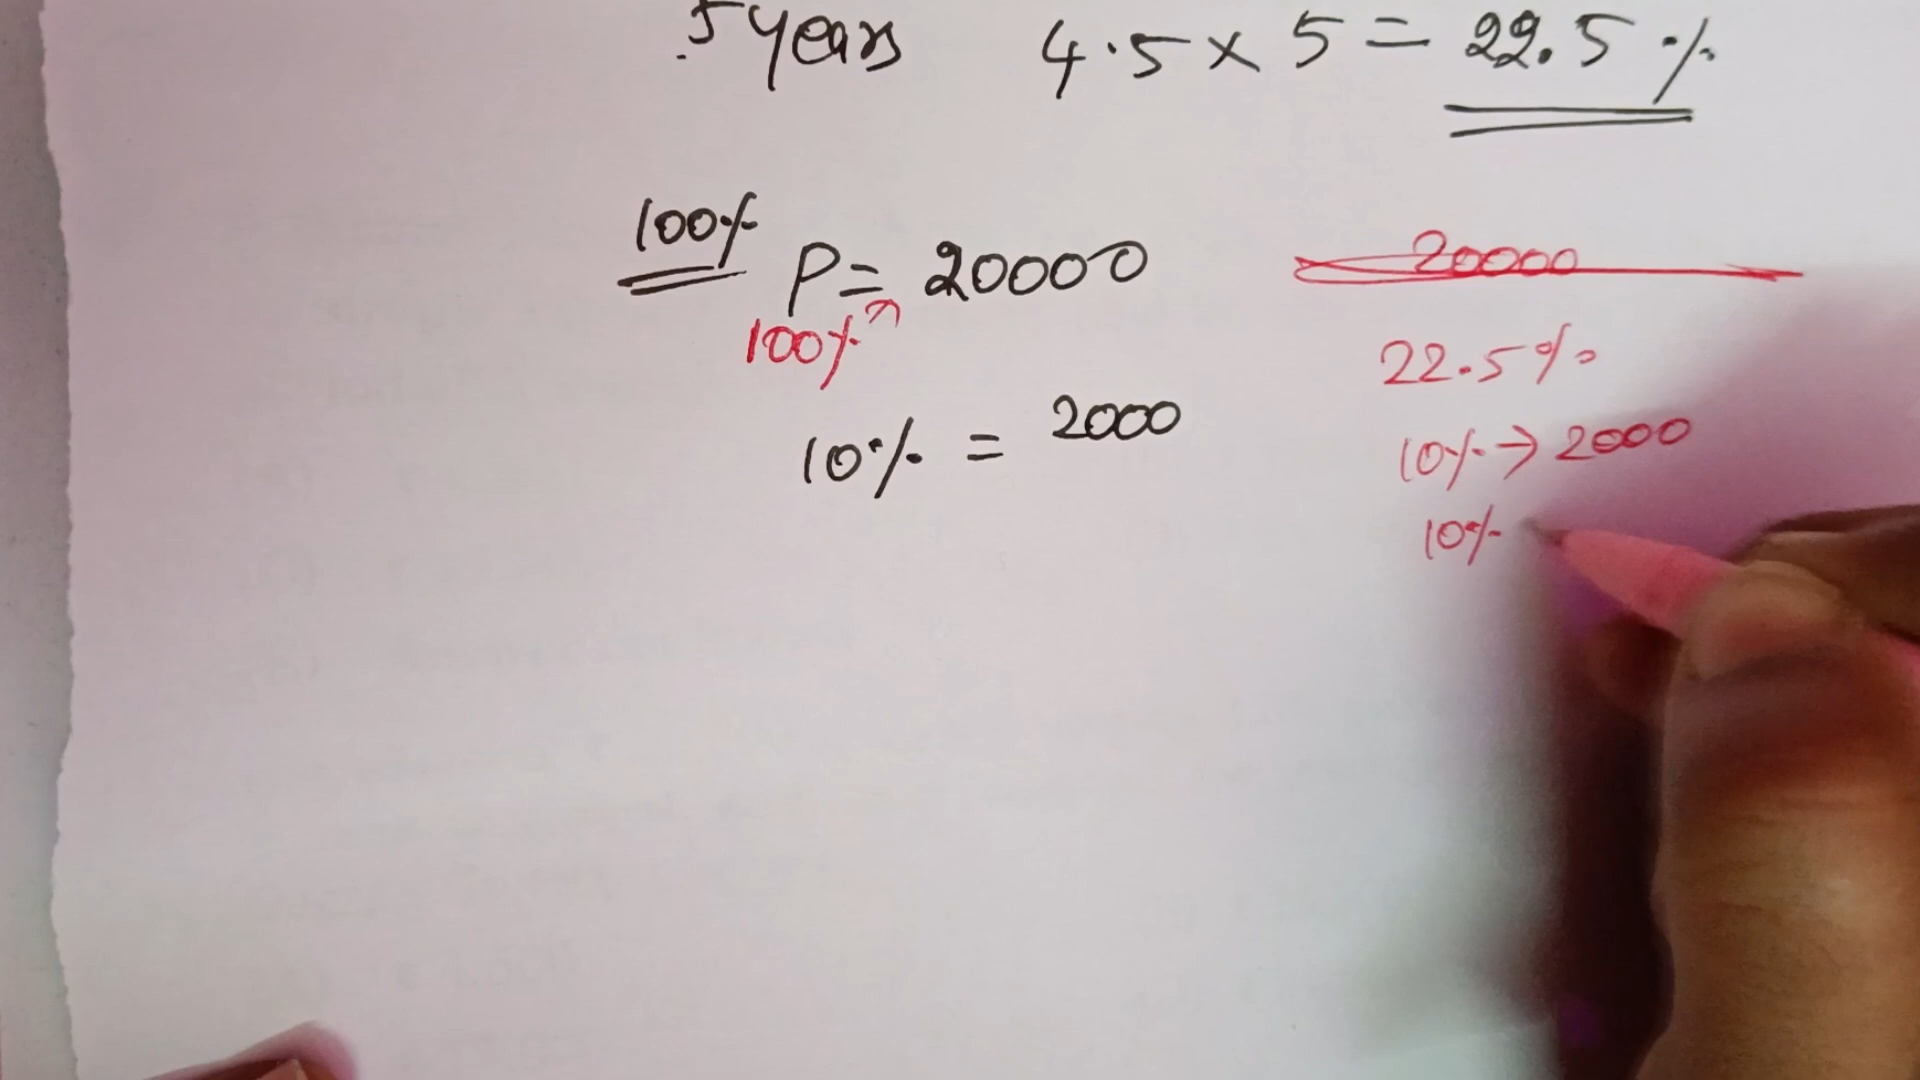 5 years 4.5 × 5 = 22.5 %
100%
P = 20000
100%
10% = 2000
20000
22.5%
10% → 2000
10%